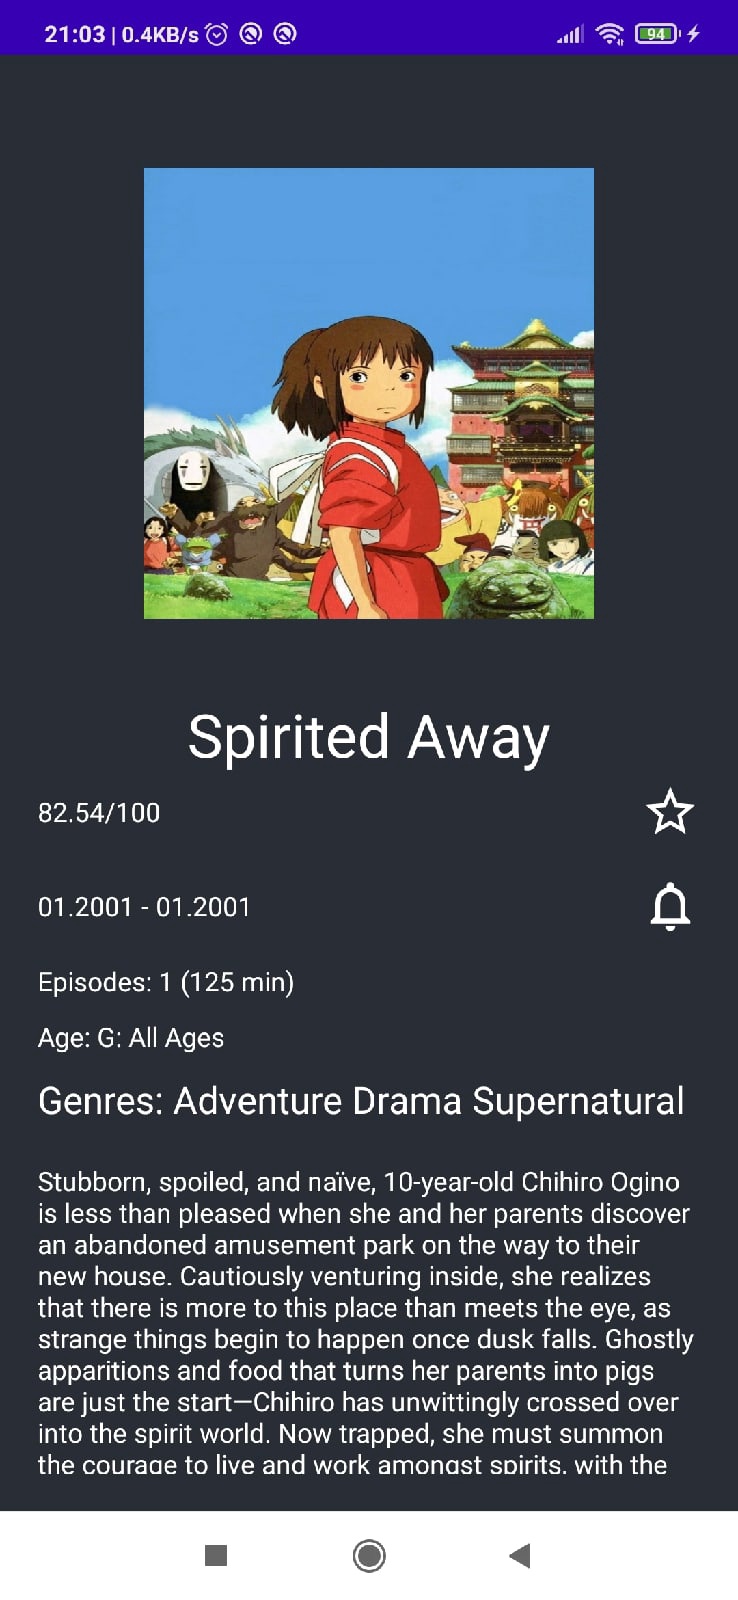 21:03 | 0.4KB/s
94
Spirited Away
82.54/100
01.2001 - 01.2001
Episodes: 1 (125 min)
Age: G: All Ages
Genres: Adventure Drama Supernatural
Stubborn, spoiled, and naïve, 10-year-old Chihiro Ogino
is less than pleased when she and her parents discover
an abandoned amusement park on the way to their
new house. Cautiously venturing inside, she realizes
that there is more to this place than meets the eye, as
strange things begin to happen once dusk falls. Ghostly
apparitions and food that turns her parents into pigs
are just the start—Chihiro has unwittingly crossed over
into the spirit world. Now trapped, she must summon
the courage to live and work amongst spirits, with the